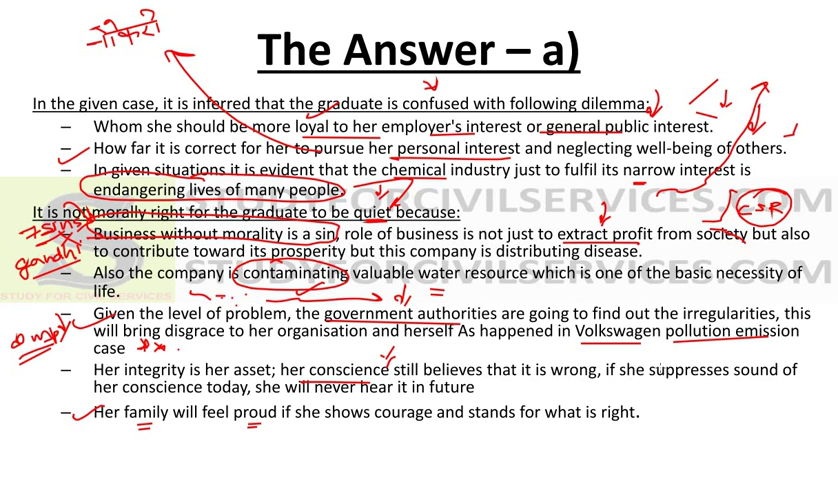 The Answer – a)
In the given case, it is inferred that the graduate is confused with following dilemma:
– Whom she should be more loyal to her employer's interest or general public interest.
– How far it is correct for her to pursue her personal interest and neglecting well-being of others.
– In given situations it is evident that the chemical industry just to fulfil its narrow interest is
endangering lives of many people.
CSR
STUDYFORCIVILSERVICES.COM
It is not morally right for the graduate to be quiet because:
7 sins
– Business without morality is a sin, role of business is not just to extract profit from society but also
gandhi
to contribute toward its prosperity but this company is distributing disease.
STUDYFORCIVILSERVICES.COM
– Also the company is contaminating valuable water resource which is one of the basic necessity of
life.
STUDY FOR CIVIL SERVICES
– Given the level of problem, the government authorities are going to find out the irregularities, this
will bring disgrace to her organisation and herself As happened in Volkswagen pollution emission
case
– Her integrity is her asset; her conscience still believes that it is wrong, if she suppresses sound of
her conscience today, she will never hear it in future
– Her family will feel proud if she shows courage and stands for what is right.